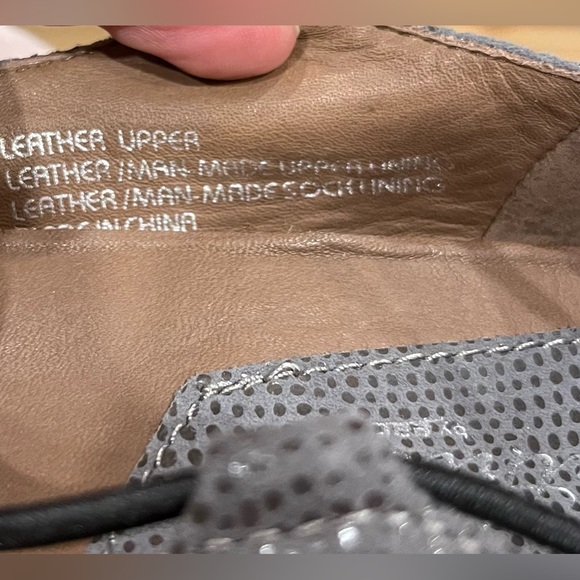 LEATHER UPPER
LEATHER/MAN-MADE UPPER LINING
LEATHER/MAN-MADE SOCK LINING
IN CHINA